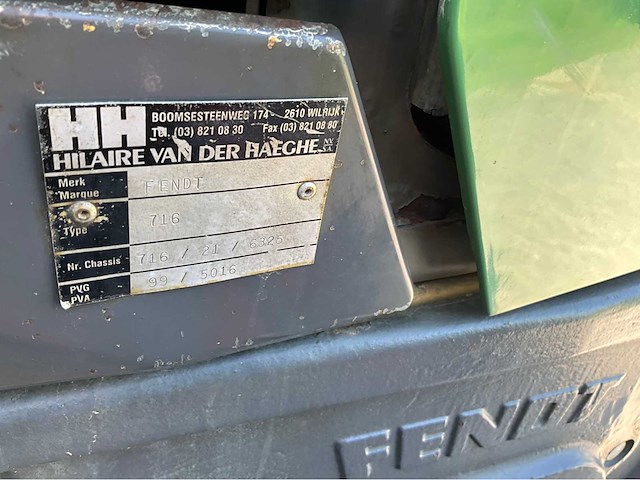 HH
BOOMSESTEENWEG 174 - 2610 WILRIJK
Tel. (03) 821 08 30 Fax (03) 821 08 80
HILAIRE VAN DER HAEGHE N.V. S.A.
Merk FENDT
Marque
Type 716
Nr. Chassis 716 / 21 / 6325
PVG 99 / 5016
PVA
FENDT